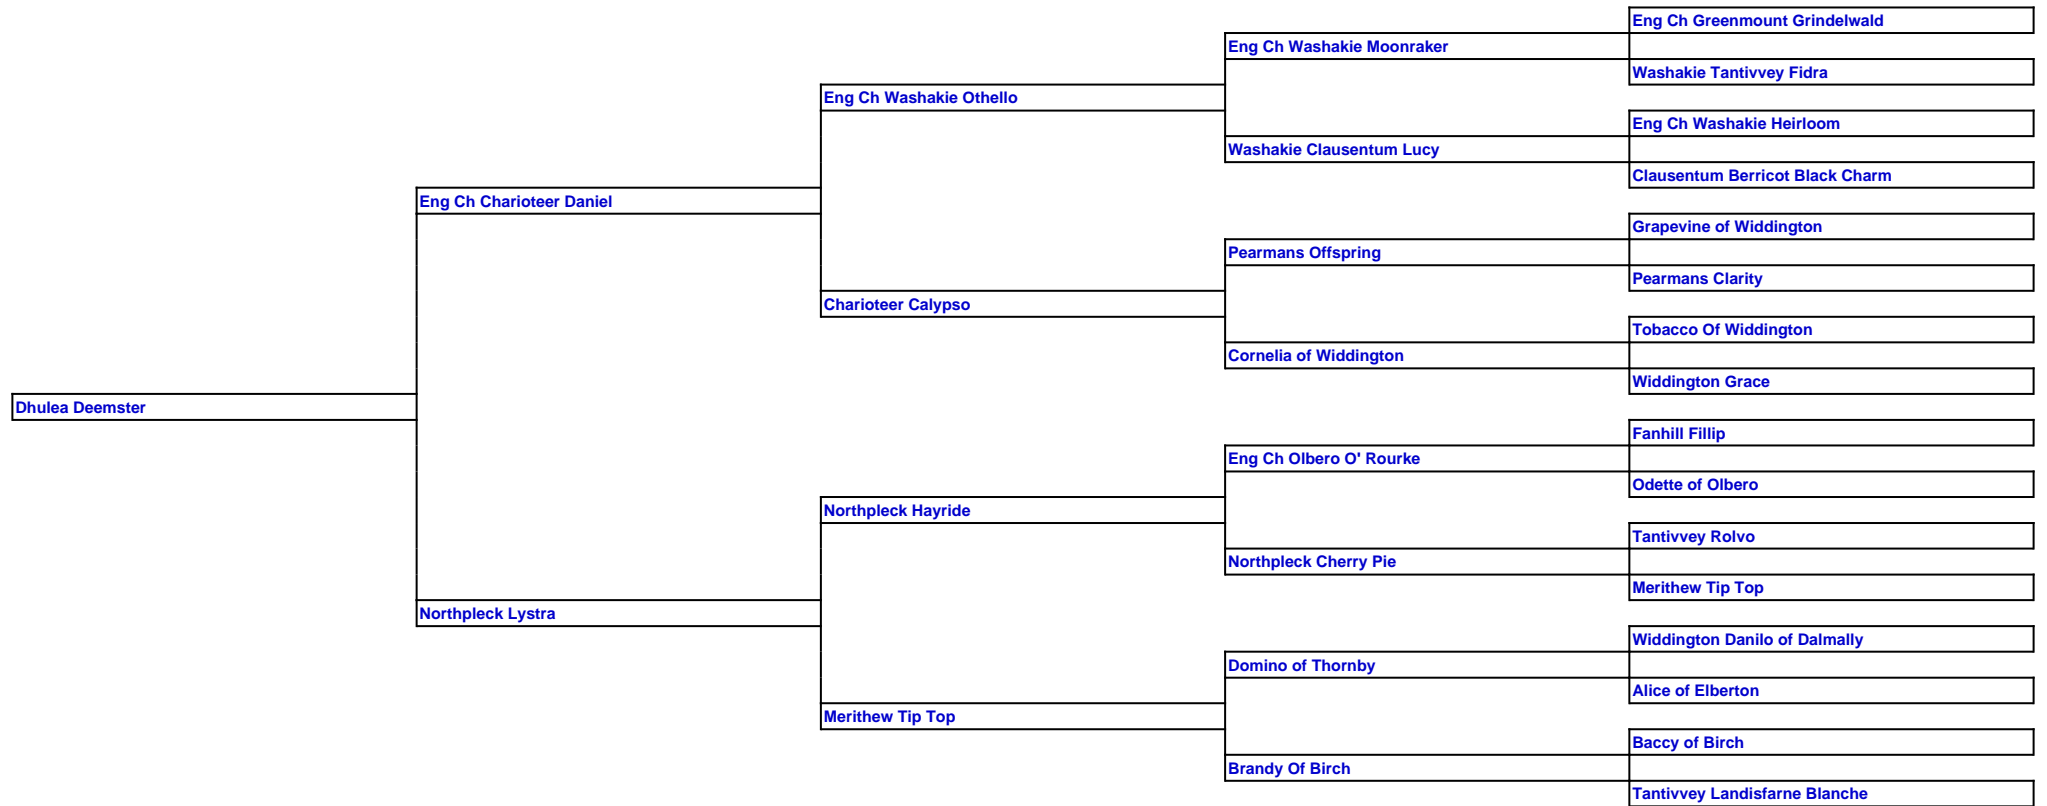 Eng Ch Greenmount Grindelwald
Eng Ch Washakie Moonraker
Washakie Tantivvey Fidra
Eng Ch Washakie Othello
Eng Ch Washakie Heirloom
Washakie Clausentum Lucy
Clausentum Berricot Black Charm
Eng Ch Charioteer Daniel
Grapevine of Widdington
Pearmans Offspring
Pearmans Clarity
Charioteer Calypso
Tobacco Of Widdington
Cornelia of Widdington
Widdington Grace
Dhulea Deemster
Fanhill Fillip
Eng Ch Olbero O' Rourke
Odette of Olbero
Northpleck Hayride
Tantivvey Rolvo
Northpleck Cherry Pie
Merithew Tip Top
Northpleck Lystra
Widdington Danilo of Dalmally
Domino of Thornby
Alice of Elberton
Merithew Tip Top
Baccy of Birch
Brandy Of Birch
Tantivvey Landisfarne Blanche